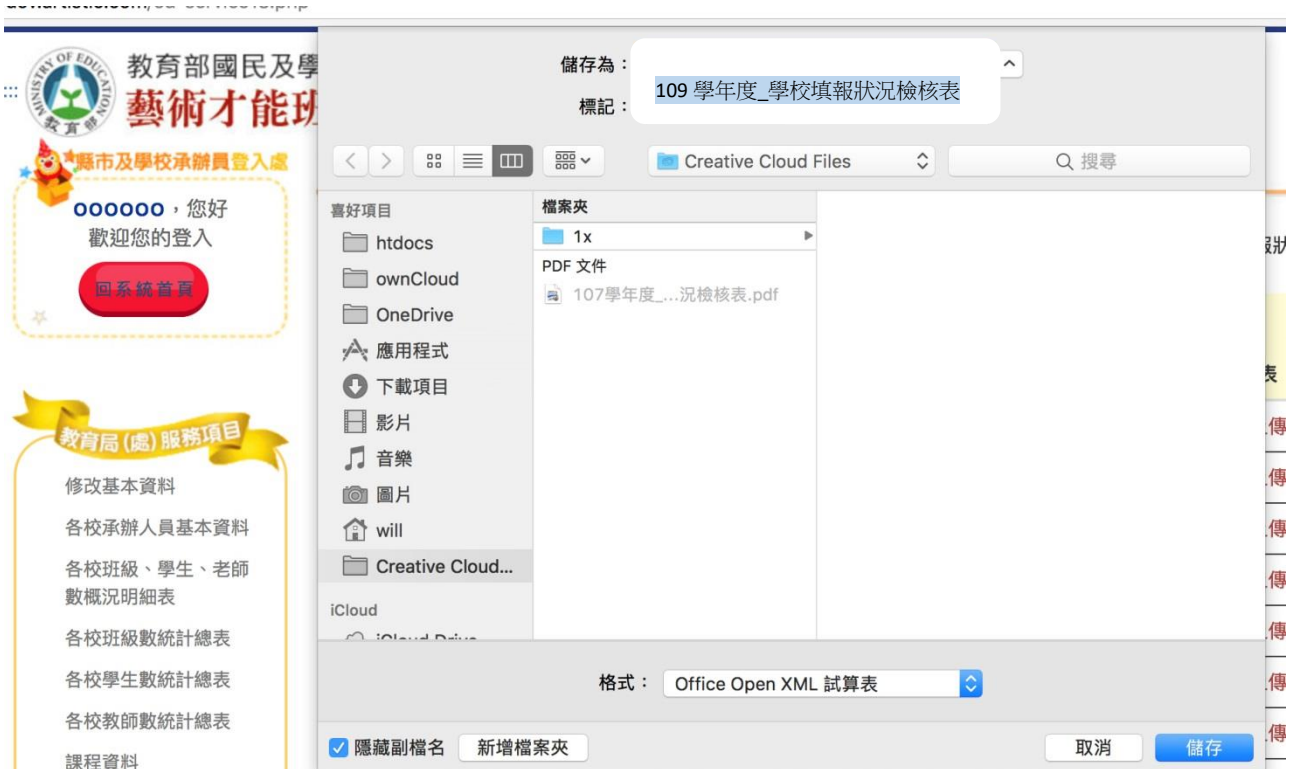 教育部國民及學
藝術才能班
縣市及學校承辦員登入處
oooooo，您好
歡迎您的登入
回系統首頁
教育局(處)服務項目
修改基本資料
各校承辦人員基本資料
各校班級、學生、老師
數概況明細表
各校班級數統計總表
各校學生數統計總表
各校教師數統計總表
課程資料
儲存為：
109 學年度_學校填報狀況檢核表
標記：
Creative Cloud Files
搜尋
喜好項目
htdocs
ownCloud
OneDrive
應用程式
下載項目
影片
音樂
圖片
will
Creative Cloud...
iCloud
iCloud Drive
檔案夾
1x
PDF 文件
107學年度_...況檢核表.pdf
格式：
Office Open XML 試算表
隱藏副檔名
新增檔案夾
取消
儲存
表
傳
傳
傳
傳
傳
傳
傳